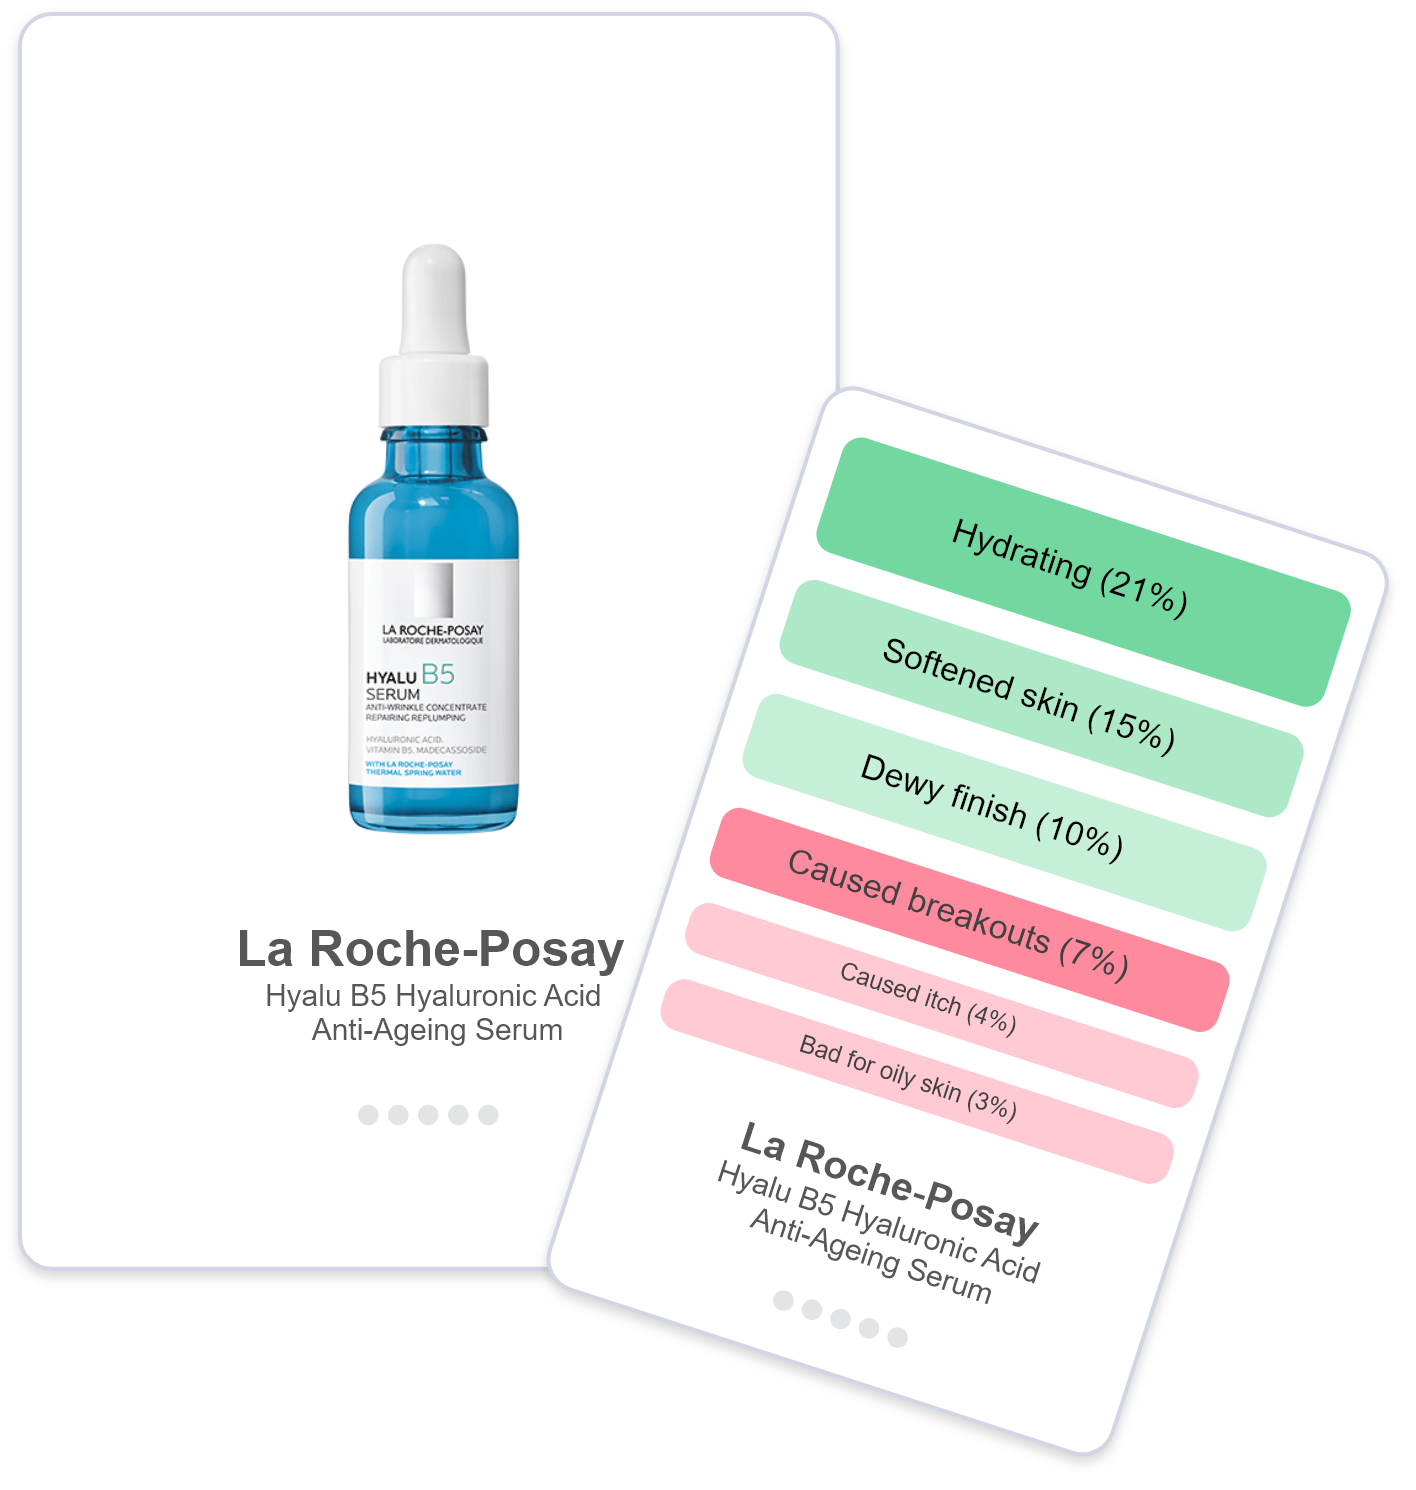 LA ROCHE-POSAY
LABORATOIRE DERMATOLOGIQUE
HYALU B5
SERUM
ANTI-WRINKLE CONCENTRATE
REPAIRING REPLUMPING
HYALURONIC ACID.
VITAMIN B5. MADECASSOSIDE
WITH LA ROCHE-POSAY
THERMAL SPRING WATER
La Roche-Posay
Hyalu B5 Hyaluronic Acid
Anti-Ageing Serum
Hydrating (21%)
Softened skin (15%)
Dewy finish (10%)
Caused breakouts (7%)
Caused itch (4%)
Bad for oily skin (3%)
La Roche-Posay
Hyalu B5 Hyaluronic Acid
Anti-Ageing Serum